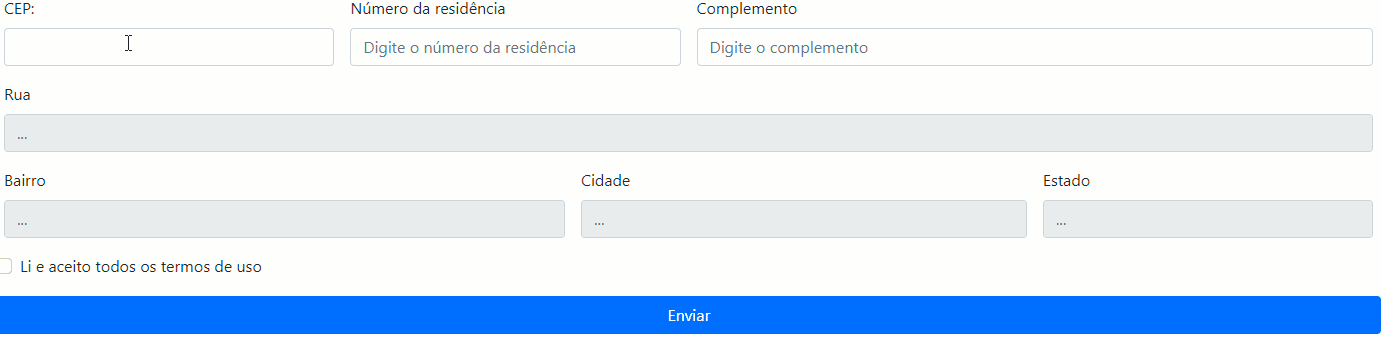 CEP: Número da residência Complemento
Digite o número da residência Digite o complemento
Rua
...
Bairro Cidade Estado
... ... ...
Li e aceito todos os termos de uso
Enviar